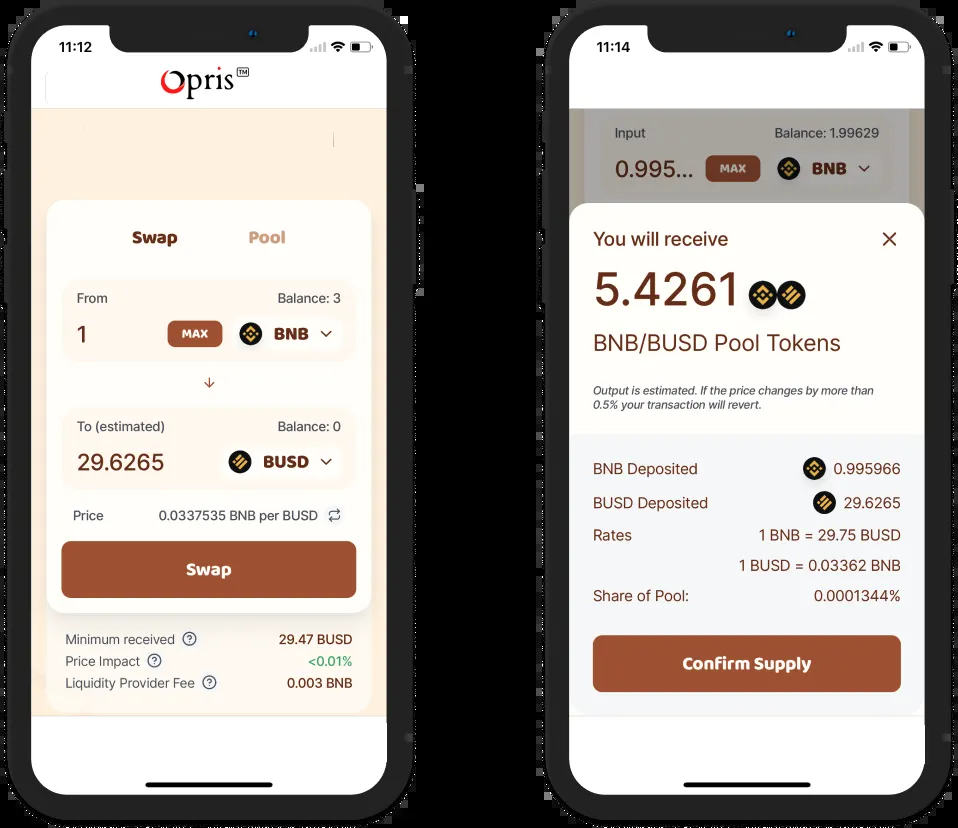 11:12
Opris™
Swap Pool
From Balance: 3
1 MAX BNB
To (estimated) Balance: 0
29.6265 BUSD
Price 0.0337535 BNB per BUSD
Swap
Minimum received ? 29.47 BUSD
Price Impact ? <0.01%
Liquidity Provider Fee ? 0.003 BNB
11:14
Input Balance: 1.99629
0.995... MAX BNB
You will receive
5.4261
BNB/BUSD Pool Tokens
Output is estimated. If the price changes by more than
0.5% your transaction will revert.
BNB Deposited 0.995966
BUSD Deposited 29.6265
Rates 1 BNB = 29.75 BUSD
1 BUSD = 0.03362 BNB
Share of Pool: 0.0001344%
Confirm Supply